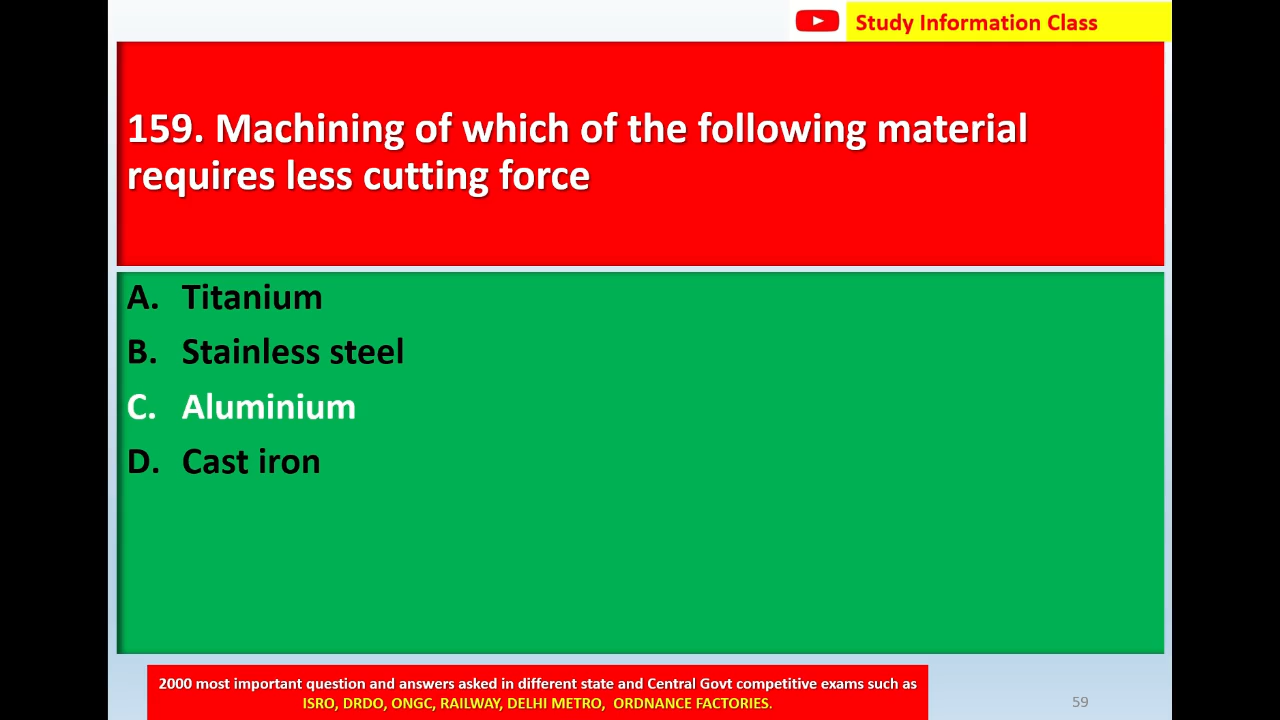 Study Information Class
159. Machining of which of the following material
requires less cutting force
A. Titanium
B. Stainless steel
C. Aluminium
D. Cast iron
2000 most important question and answers asked in different state and Central Govt competitive exams such as
ISRO, DRDO, ONGC, RAILWAY, DELHI METRO, ORDNANCE FACTORIES.
59